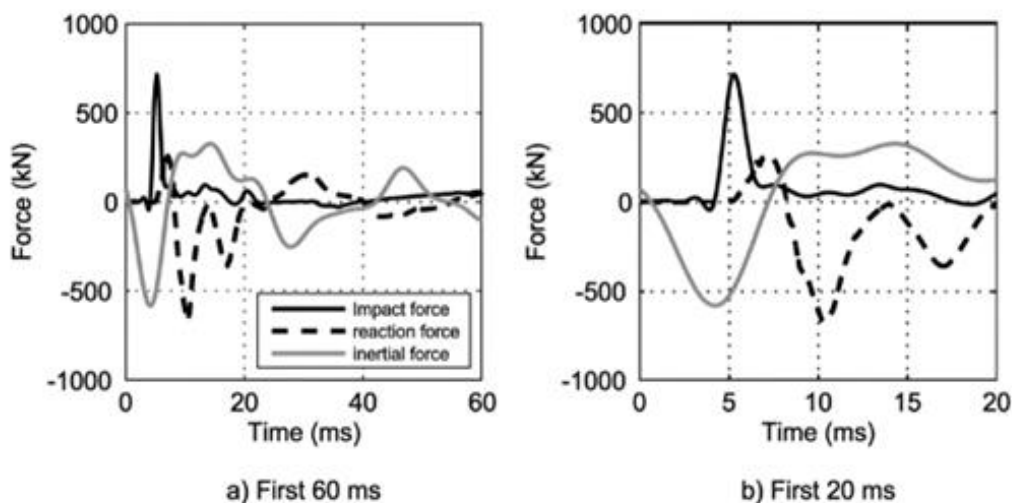 1000
500
0
-500
-1000
Force (kN)
Impact force
reaction force
inertial force
0
20
40
60
Time (ms)
a) First 60 ms
1000
500
0
-500
-1000
Force (kN)
0
5
10
15
20
Time (ms)
b) First 20 ms